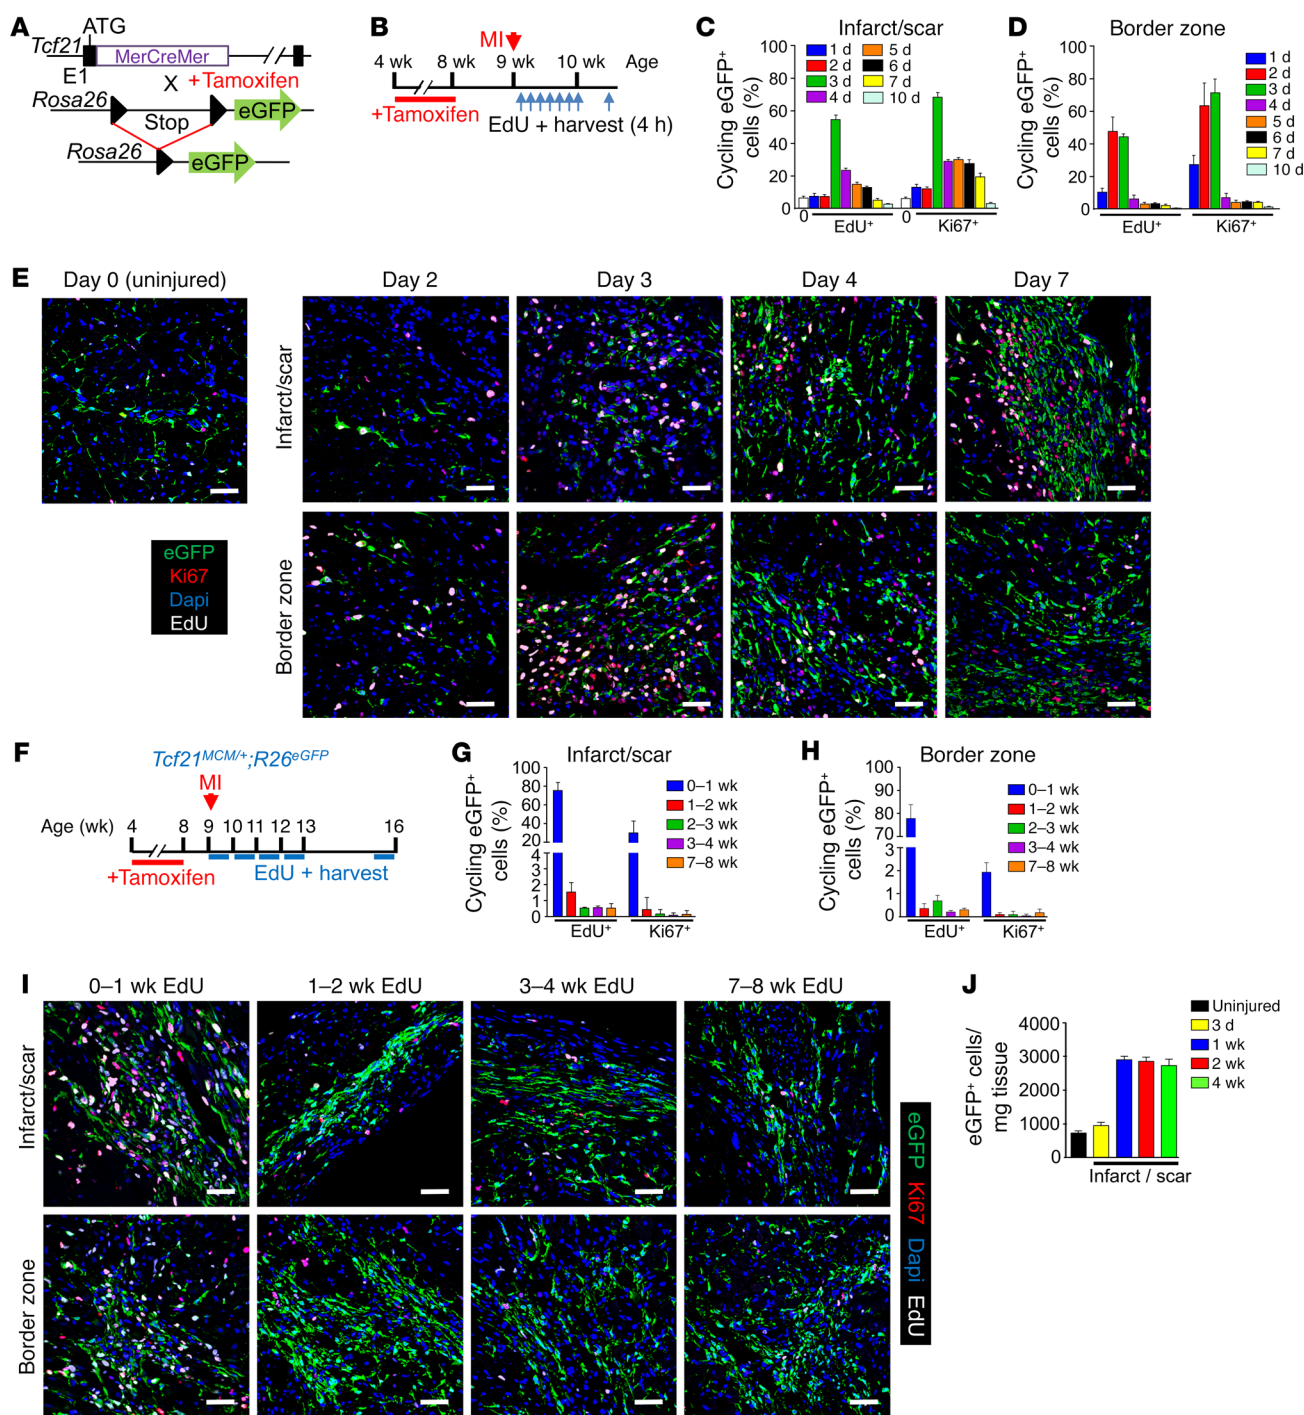 A
ATG
Tcf21
MerCreMer
E1
X
+Tamoxifen
Rosa26
Stop
eGFP
Rosa26
eGFP
B
MI
4 wk
8 wk
9 wk
10 wk
Age
+Tamoxifen
EdU + harvest (4 h)
C
Infarct/scar
Cycling eGFP+
cells (%)
100
80
60
40
20
0
1 d
2 d
3 d
4 d
5 d
6 d
7 d
10 d
0
EdU+
0
Ki67+
D
Border zone
Cycling eGFP+
cells (%)
100
80
60
40
20
0
1 d
2 d
3 d
4 d
5 d
6 d
7 d
10 d
EdU+
Ki67+
E
Day 0 (uninjured)
Day 2
Day 3
Day 4
Day 7
Infarct/scar
Border zone
eGFP
Ki67
Dapi
EdU
F
Tcf21MCM/+;R26eGFP
MI
Age (wk)
4
8
9
10
11
12
13
16
+Tamoxifen
EdU + harvest
G
Infarct/scar
Cycling eGFP+
cells (%)
100
80
60
40
20
4
3
2
1
0
0–1 wk
1–2 wk
2–3 wk
3–4 wk
7–8 wk
EdU+
Ki67+
H
Border zone
Cycling eGFP+
cells (%)
100
90
80
70
3
2
1
0
0–1 wk
1–2 wk
2–3 wk
3–4 wk
7–8 wk
EdU+
Ki67+
I
0–1 wk EdU
1–2 wk EdU
3–4 wk EdU
7–8 wk EdU
Infarct/scar
Border zone
eGFP Ki67 Dapi EdU
J
eGFP+ cells/
mg tissue
4000
3000
2000
1000
0
Uninjured
3 d
1 wk
2 wk
4 wk
Infarct / scar